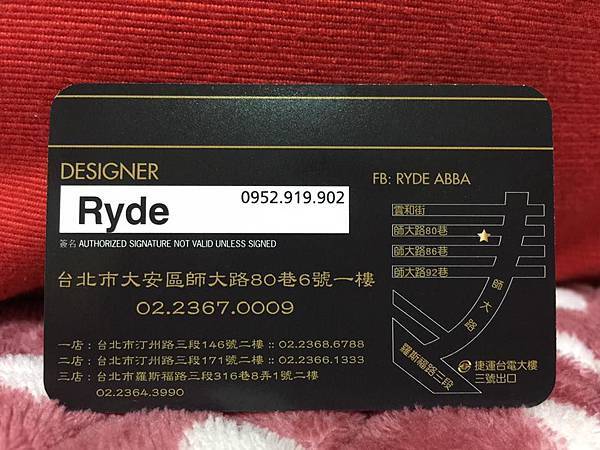 DESIGNER
FB: RYDE ABBA
Ryde
0952.919.902
簽名 AUTHORIZED SIGNATURE NOT VALID UNLESS SIGNED
台北市大安區師大路80巷6號一樓
02.2367.0009
一店：台北市汀州路三段146號二樓 :: 02.2368.6788
二店：台北市汀州路三段171號二樓 :: 02.2366.1333
三店：台北市羅斯福路三段316巷8弄1號二樓
02.2364.3990
雲和街
師大路80巷
師大路86巷
師大路92巷
師大路
羅斯福路三段
捷運台電大樓
三號出口